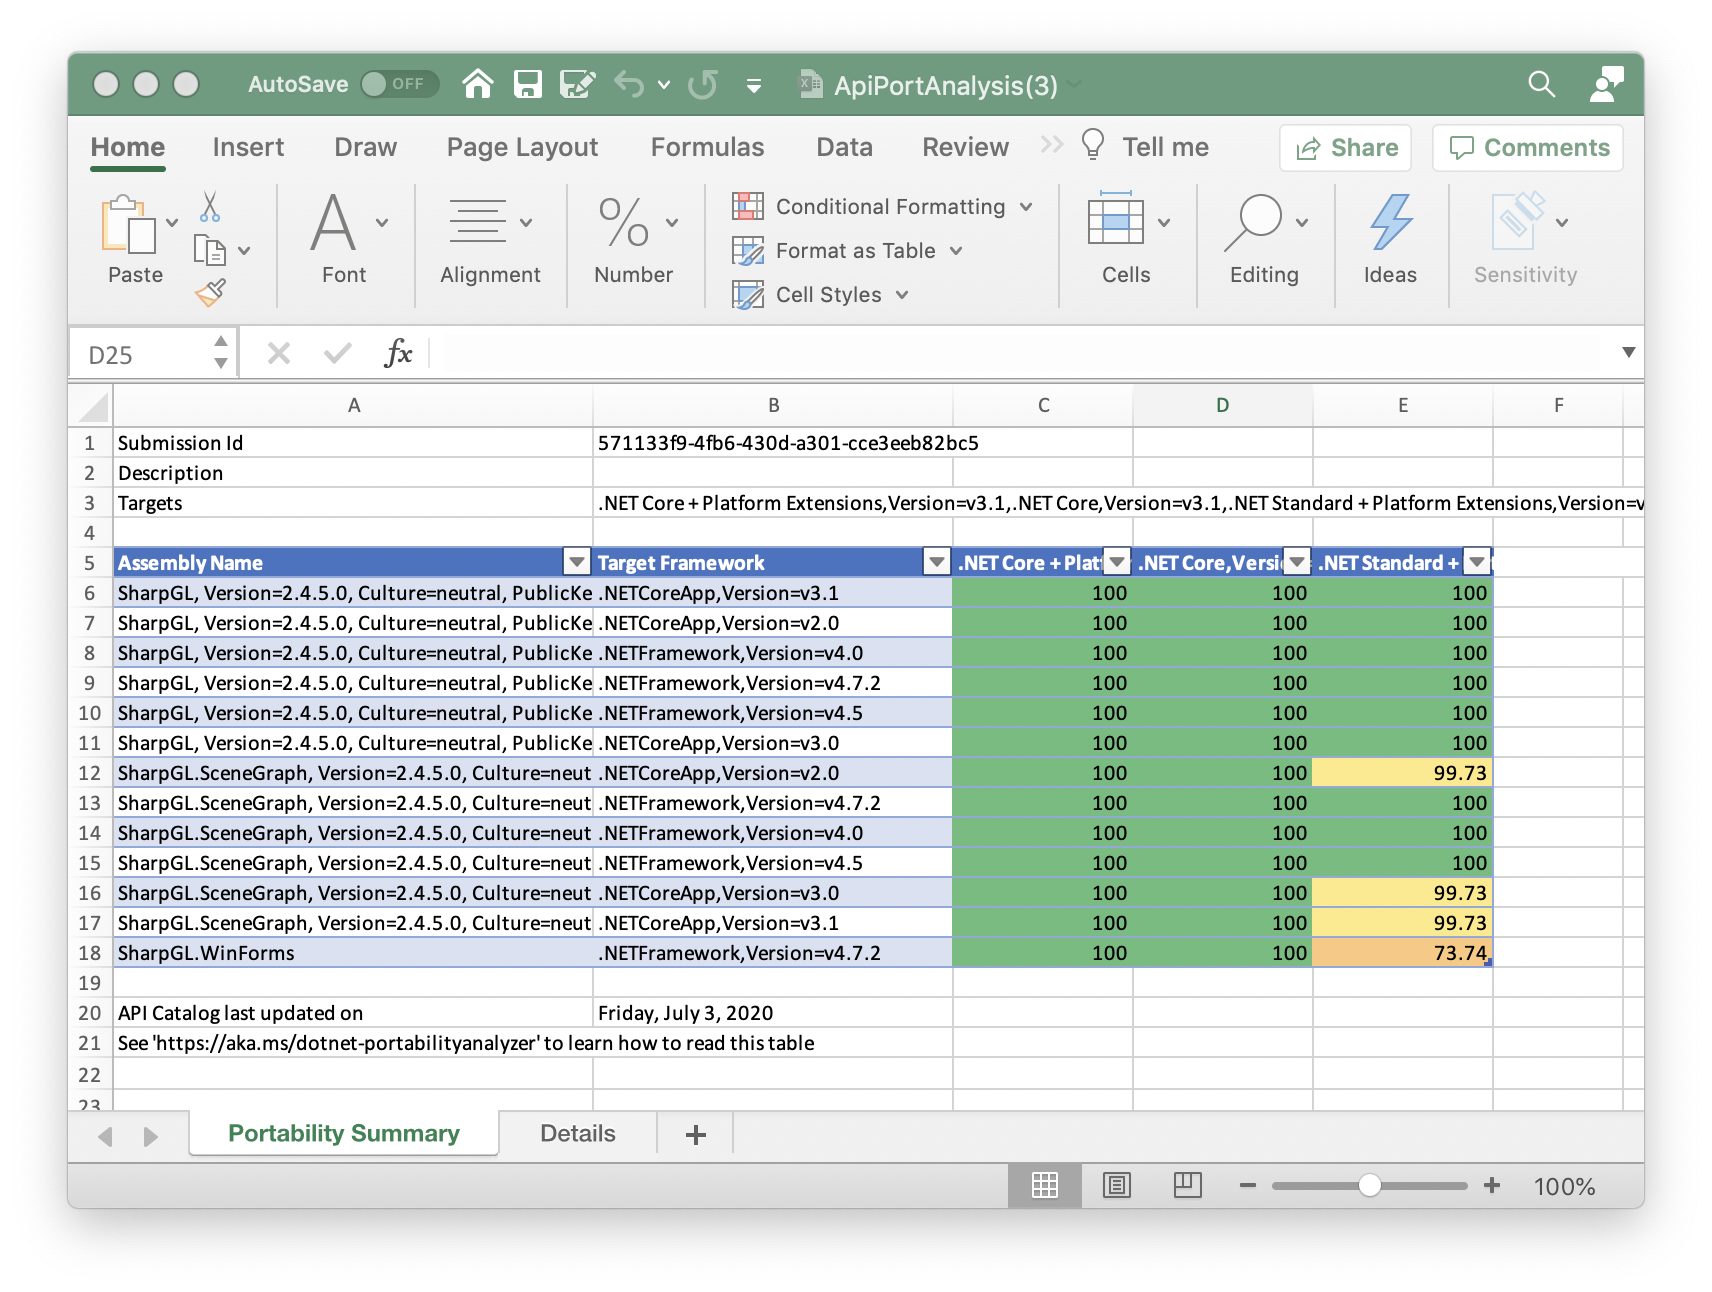 AutoSave OFF ApiPortAnalysis(3)
Home Insert Draw Page Layout Formulas Data Review Tell me Share Comments
Paste Font Alignment % Number Conditional Formatting Format as Table Cell Styles Cells Editing Ideas Sensitivity
D25 fx
A B C D E F
1 Submission Id 571133f9-4fb6-430d-a301-cce3eeb82bc5
2 Description
3 Targets .NET Core + Platform Extensions,Version=v3.1,.NET Core,Version=v3.1,.NET Standard + Platform Extensions,Version=v
4
5 Assembly Name Target Framework .NET Core + Platf .NET Core,Versi .NET Standard +
6 SharpGL, Version=2.4.5.0, Culture=neutral, PublicKe .NETCoreApp,Version=v3.1 100 100 100
7 SharpGL, Version=2.4.5.0, Culture=neutral, PublicKe .NETCoreApp,Version=v2.0 100 100 100
8 SharpGL, Version=2.4.5.0, Culture=neutral, PublicKe .NETFramework,Version=v4.0 100 100 100
9 SharpGL, Version=2.4.5.0, Culture=neutral, PublicKe .NETFramework,Version=v4.7.2 100 100 100
10 SharpGL, Version=2.4.5.0, Culture=neutral, PublicKe .NETFramework,Version=v4.5 100 100 100
11 SharpGL, Version=2.4.5.0, Culture=neutral, PublicKe .NETCoreApp,Version=v3.0 100 100 100
12 SharpGL.SceneGraph, Version=2.4.5.0, Culture=neut .NETCoreApp,Version=v2.0 100 100 99.73
13 SharpGL.SceneGraph, Version=2.4.5.0, Culture=neut .NETFramework,Version=v4.7.2 100 100 100
14 SharpGL.SceneGraph, Version=2.4.5.0, Culture=neut .NETFramework,Version=v4.0 100 100 100
15 SharpGL.SceneGraph, Version=2.4.5.0, Culture=neut .NETFramework,Version=v4.5 100 100 100
16 SharpGL.SceneGraph, Version=2.4.5.0, Culture=neut .NETCoreApp,Version=v3.0 100 100 99.73
17 SharpGL.SceneGraph, Version=2.4.5.0, Culture=neut .NETCoreApp,Version=v3.1 100 100 99.73
18 SharpGL.WinForms .NETFramework,Version=v4.7.2 100 100 73.74
19
20 API Catalog last updated on Friday, July 3, 2020
21 See 'https://aka.ms/dotnet-portabilityanalyzer' to learn how to read this table
22
23
Portability Summary Details +
100%